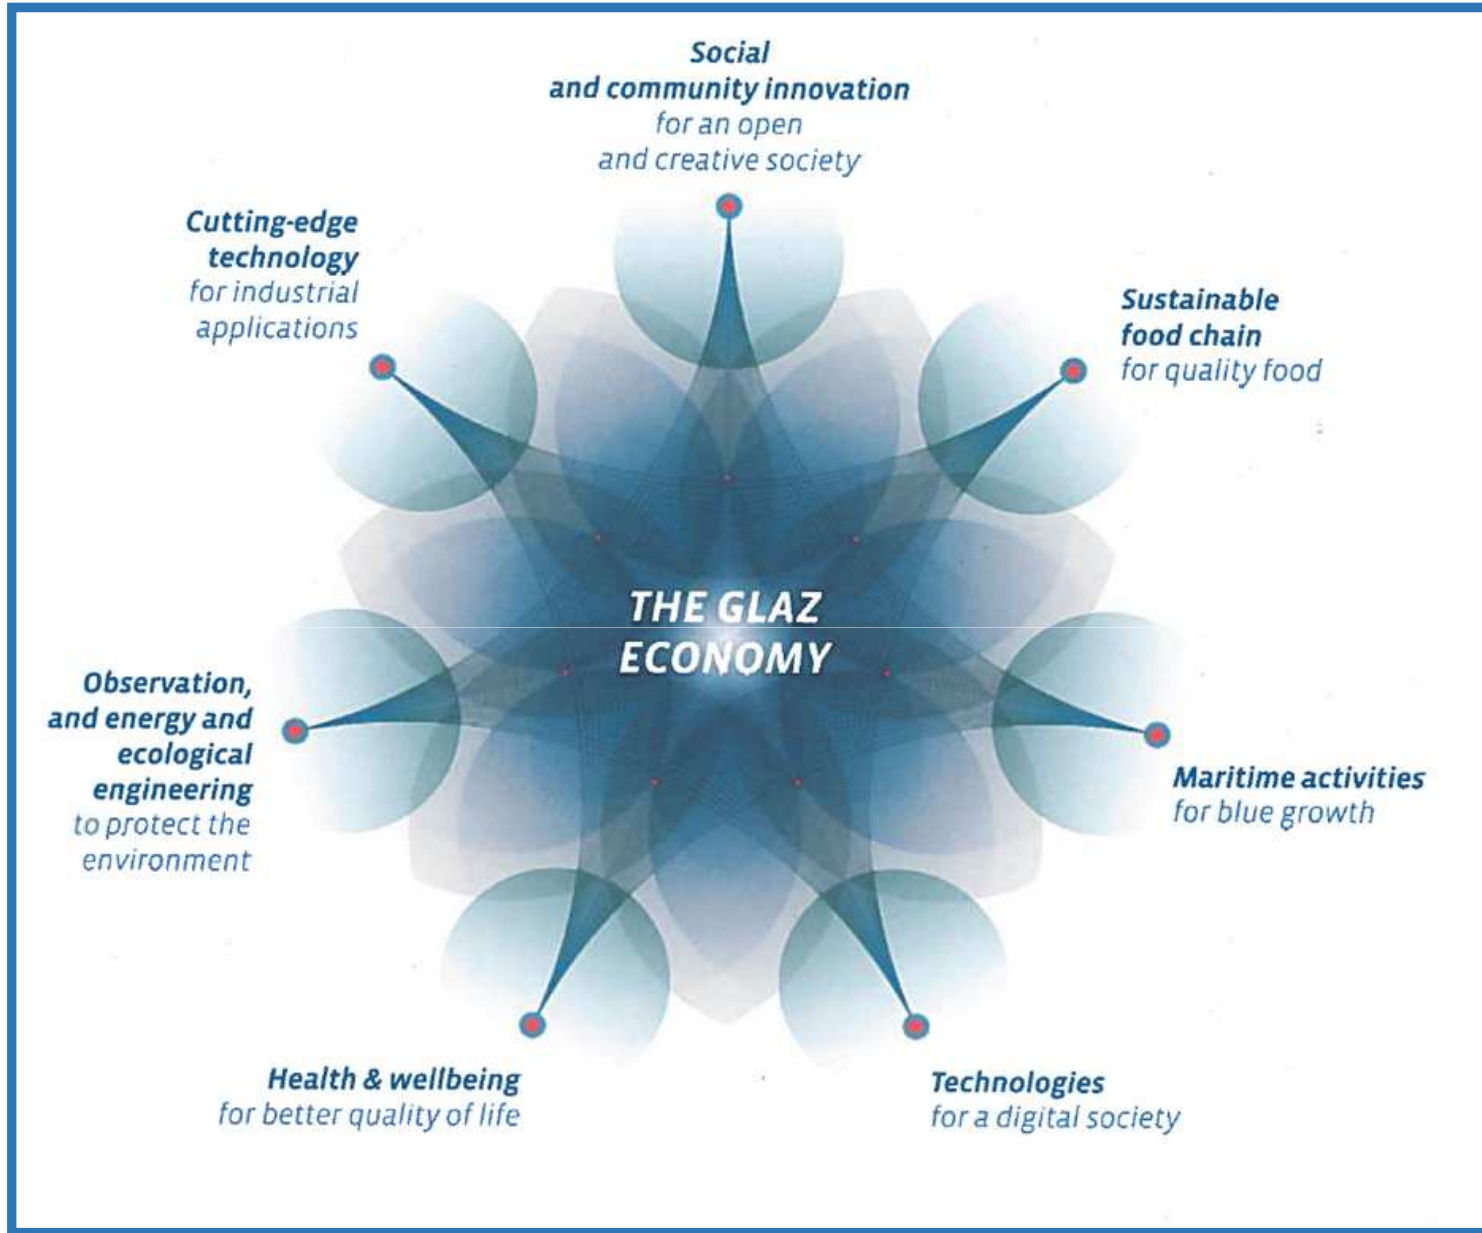 Social
and community innovation
for an open
and creative society
Cutting-edge
technology
for industrial
applications
Sustainable
food chain
for quality food
THE GLAZ
ECONOMY
Observation,
and energy and
ecological
engineering
to protect the
environment
Maritime activities
for blue growth
Health & wellbeing
for better quality of life
Technologies
for a digital society